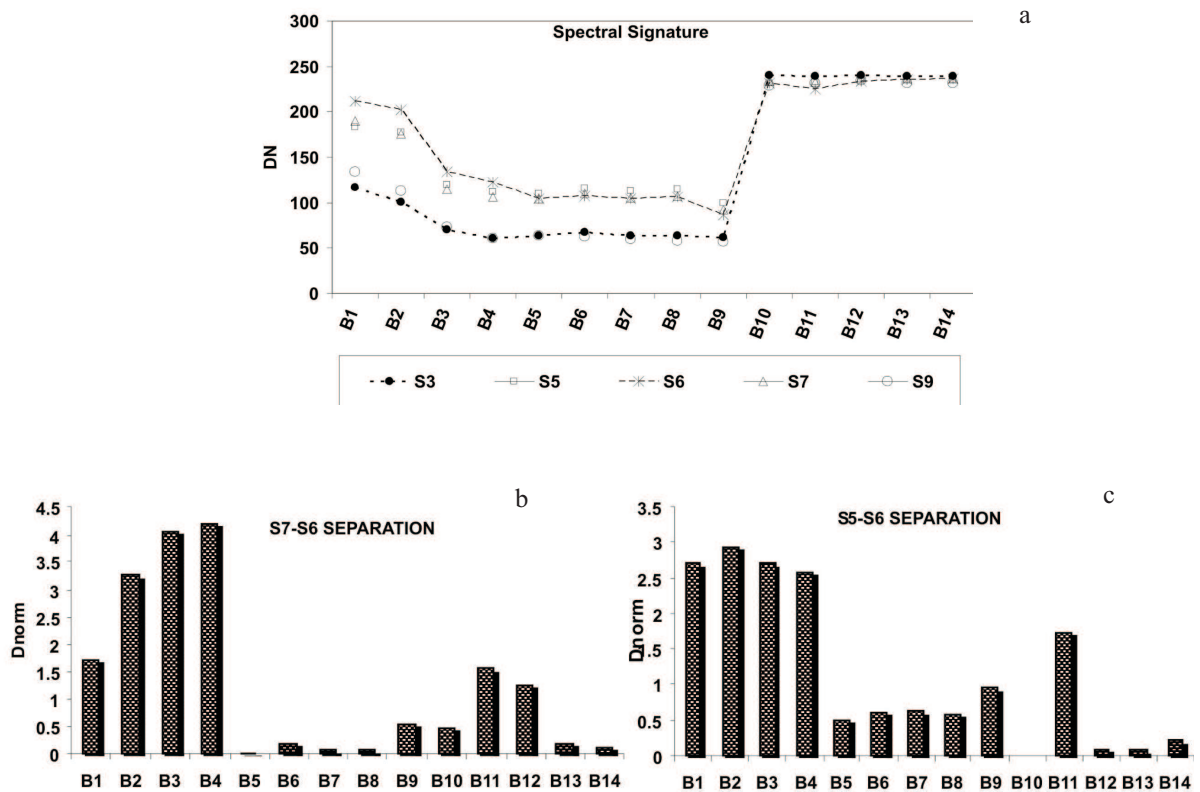 a
Spectral Signature
300
250
200
150
100
50
0
DN
B1 B2 B3 B4 B5 B6 B7 B8 B9 B10 B11 B12 B13 B14
S3 S5 S6 S7 S9
b
S7-S6 SEPARATION
4.5
4
3.5
3
2.5
2
1.5
1
0.5
0
Dnorm
B1 B2 B3 B4 B5 B6 B7 B8 B9 B10 B11 B12 B13 B14
c
S5-S6 SEPARATION
3.5
3
2.5
2
1.5
1
0.5
0
Dnorm
B1 B2 B3 B4 B5 B6 B7 B8 B9 B10 B11 B12 B13 B14